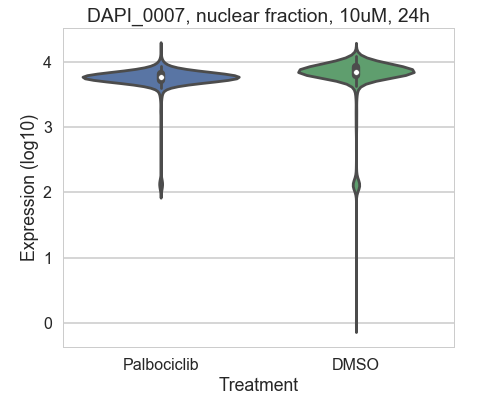 DAPI_0007, nuclear fraction, 10uM, 24h
4
3
2
1
0
Expression (log10)
Palbociclib
DMSO
Treatment